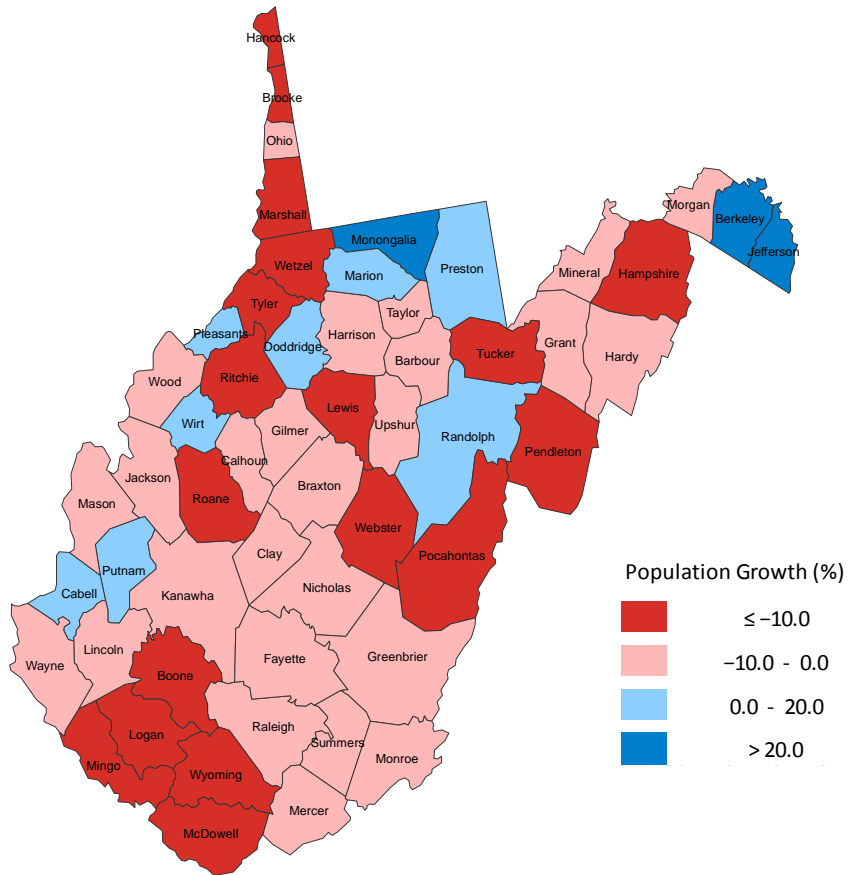 Hancock
Brooke
Ohio
Marshall
Morgan
Berkeley
Jefferson
Monongalia
Wetzel
Marion
Preston
Mineral
Hampshire
Tyler
Taylor
Pleasants
Harrison
Doddridge
Grant
Tucker
Hardy
Barbour
Ritchie
Wood
Lewis
Wirt
Upshur
Gilmer
Randolph
Pendleton
Calhoun
Jackson
Braxton
Roane
Mason
Webster
Clay
Pocahontas
Putnam
Population Growth (%)
Cabell
Kanawha
Nicholas
≤ −10.0
Lincoln
Fayette
Greenbrier
−10.0 - 0.0
Wayne
Boone
0.0 - 20.0
Raleigh
Logan
Summers
> 20.0
Monroe
Mingo
Wyoming
Mercer
McDowell